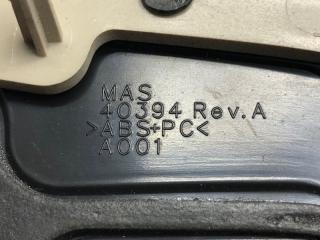 MAS
40394 Rev.A
>ABS+PC<
A001